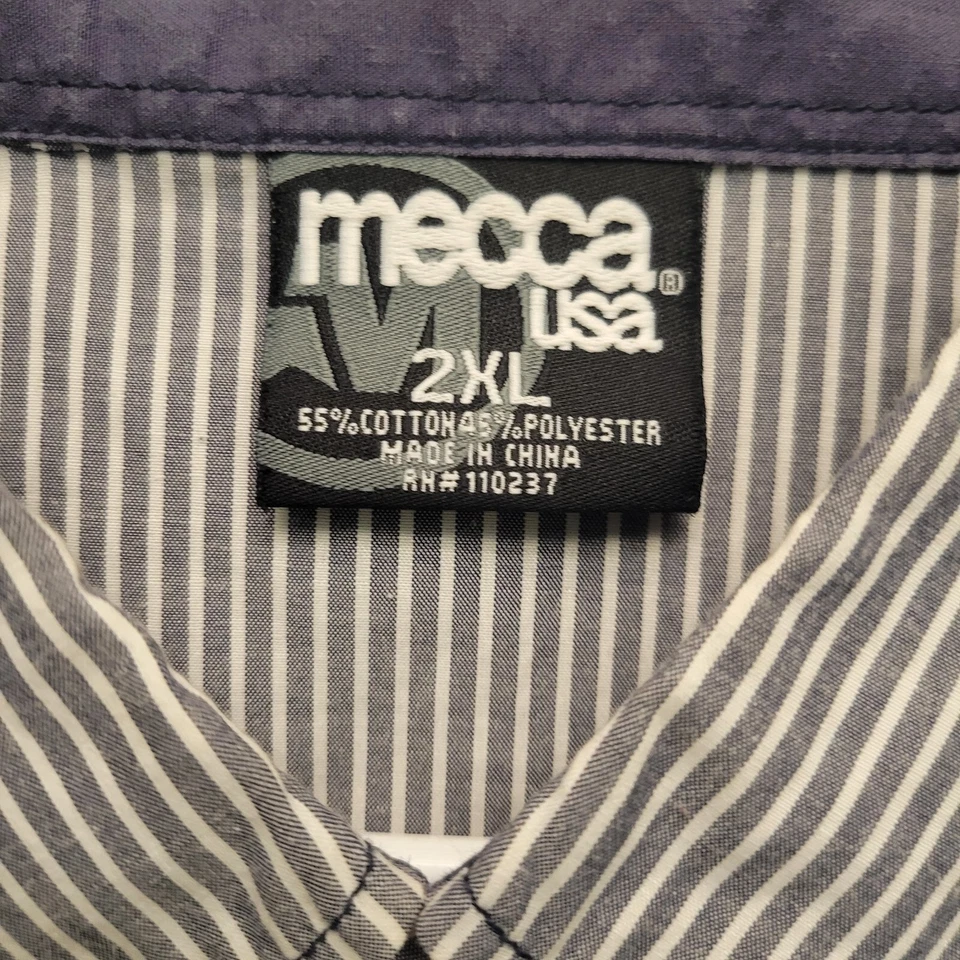 mecca®
usa
2XL
55%COTTON45%POLYESTER
MADE IN CHINA
RN#110237